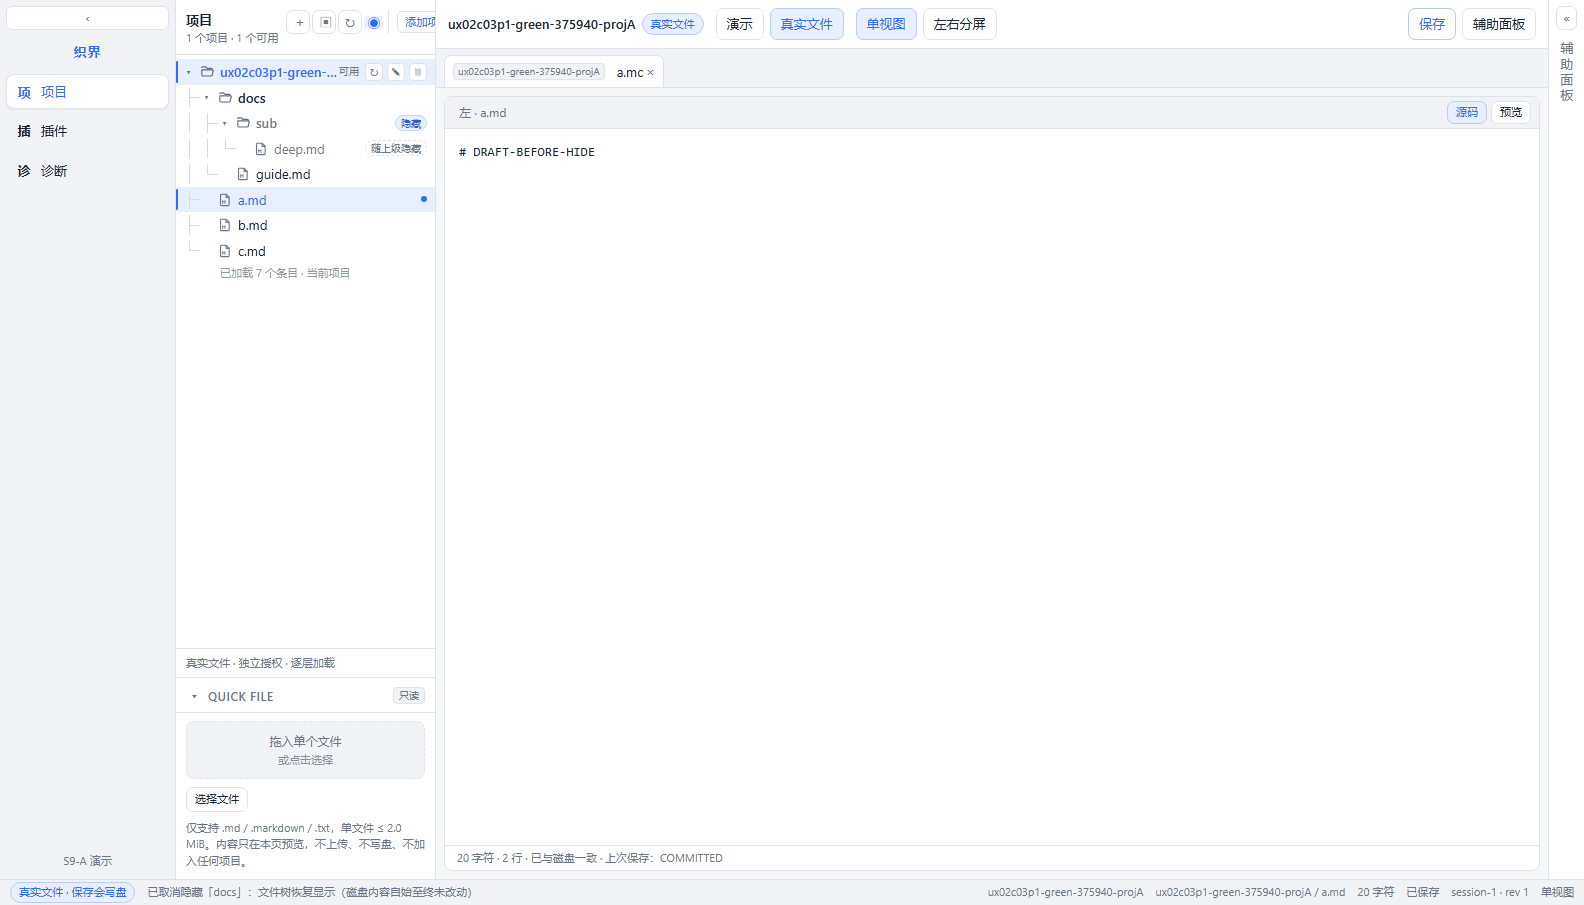 ‹
织界
项 项目
插 插件
诊 诊断
S9-A 演示
项目
1 个项目 · 1 个可用
+
↻
添加项
ux02c03p1-green-... 可用 ↻
docs
sub 隐藏
deep.md 随上级隐藏
guide.md
a.md
b.md
c.md
已加载 7 个条目 · 当前项目
真实文件 · 独立授权 · 逐层加载
QUICK FILE 只读
拖入单个文件
或点击选择
选择文件
仅支持 .md / .markdown / .txt，单文件 ≤ 2.0
MiB。内容只在本页预览，不上传、不写盘、不加
入任何项目。
ux02c03p1-green-375940-projA 真实文件 演示 真实文件 单视图 左右分屏 保存 辅助面板
ux02c03p1-green-375940-projA a.mc ×
左 · a.md 源码 预览
# DRAFT-BEFORE-HIDE
20 字符 · 2 行 · 已与磁盘一致 · 上次保存：COMMITTED
«
辅助面板
真实文件 · 保存会写盘 已取消隐藏「docs」：文件树恢复显示（磁盘内容自始至终未改动） ux02c03p1-green-375940-projA ux02c03p1-green-375940-projA / a.md 20 字符 已保存 session-1 · rev 1 单视图